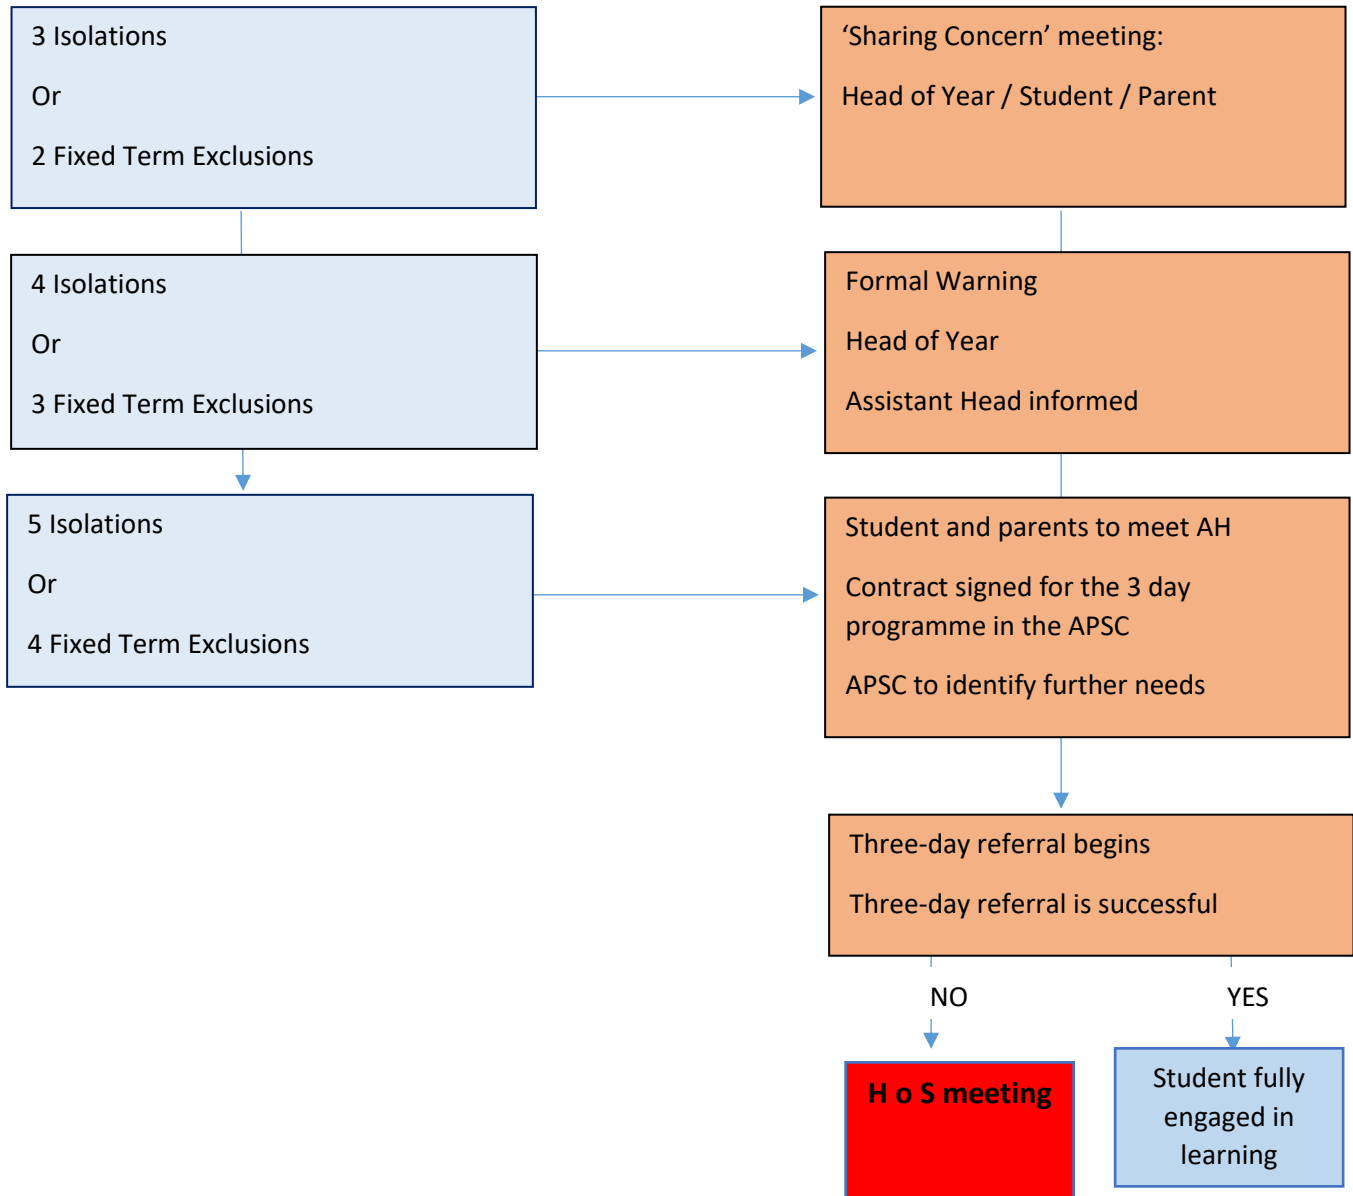 3 Isolations
Or
2 Fixed Term Exclusions
‘Sharing Concern’ meeting:
Head of Year / Student / Parent
4 Isolations
Or
3 Fixed Term Exclusions
Formal Warning
Head of Year
Assistant Head informed
5 Isolations
Or
4 Fixed Term Exclusions
Student and parents to meet AH
Contract signed for the 3 day
programme in the APSC
APSC to identify further needs
Three-day referral begins
Three-day referral is successful
NO
YES
H o S meeting
Student fully
engaged in
learning